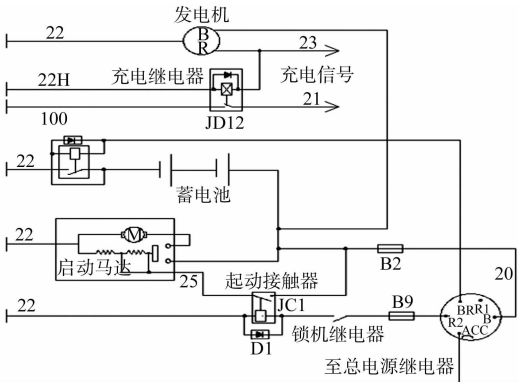 发电机
22
B
R
23
充电继电器
充电信号
22H
21
100
JD12
22
蓄电池
22
M
启动马达
25
起动接触器
B2
20
JC1
B9
22
锁机继电器
D1
BR
R1
B
R2
ACC
至总电源继电器